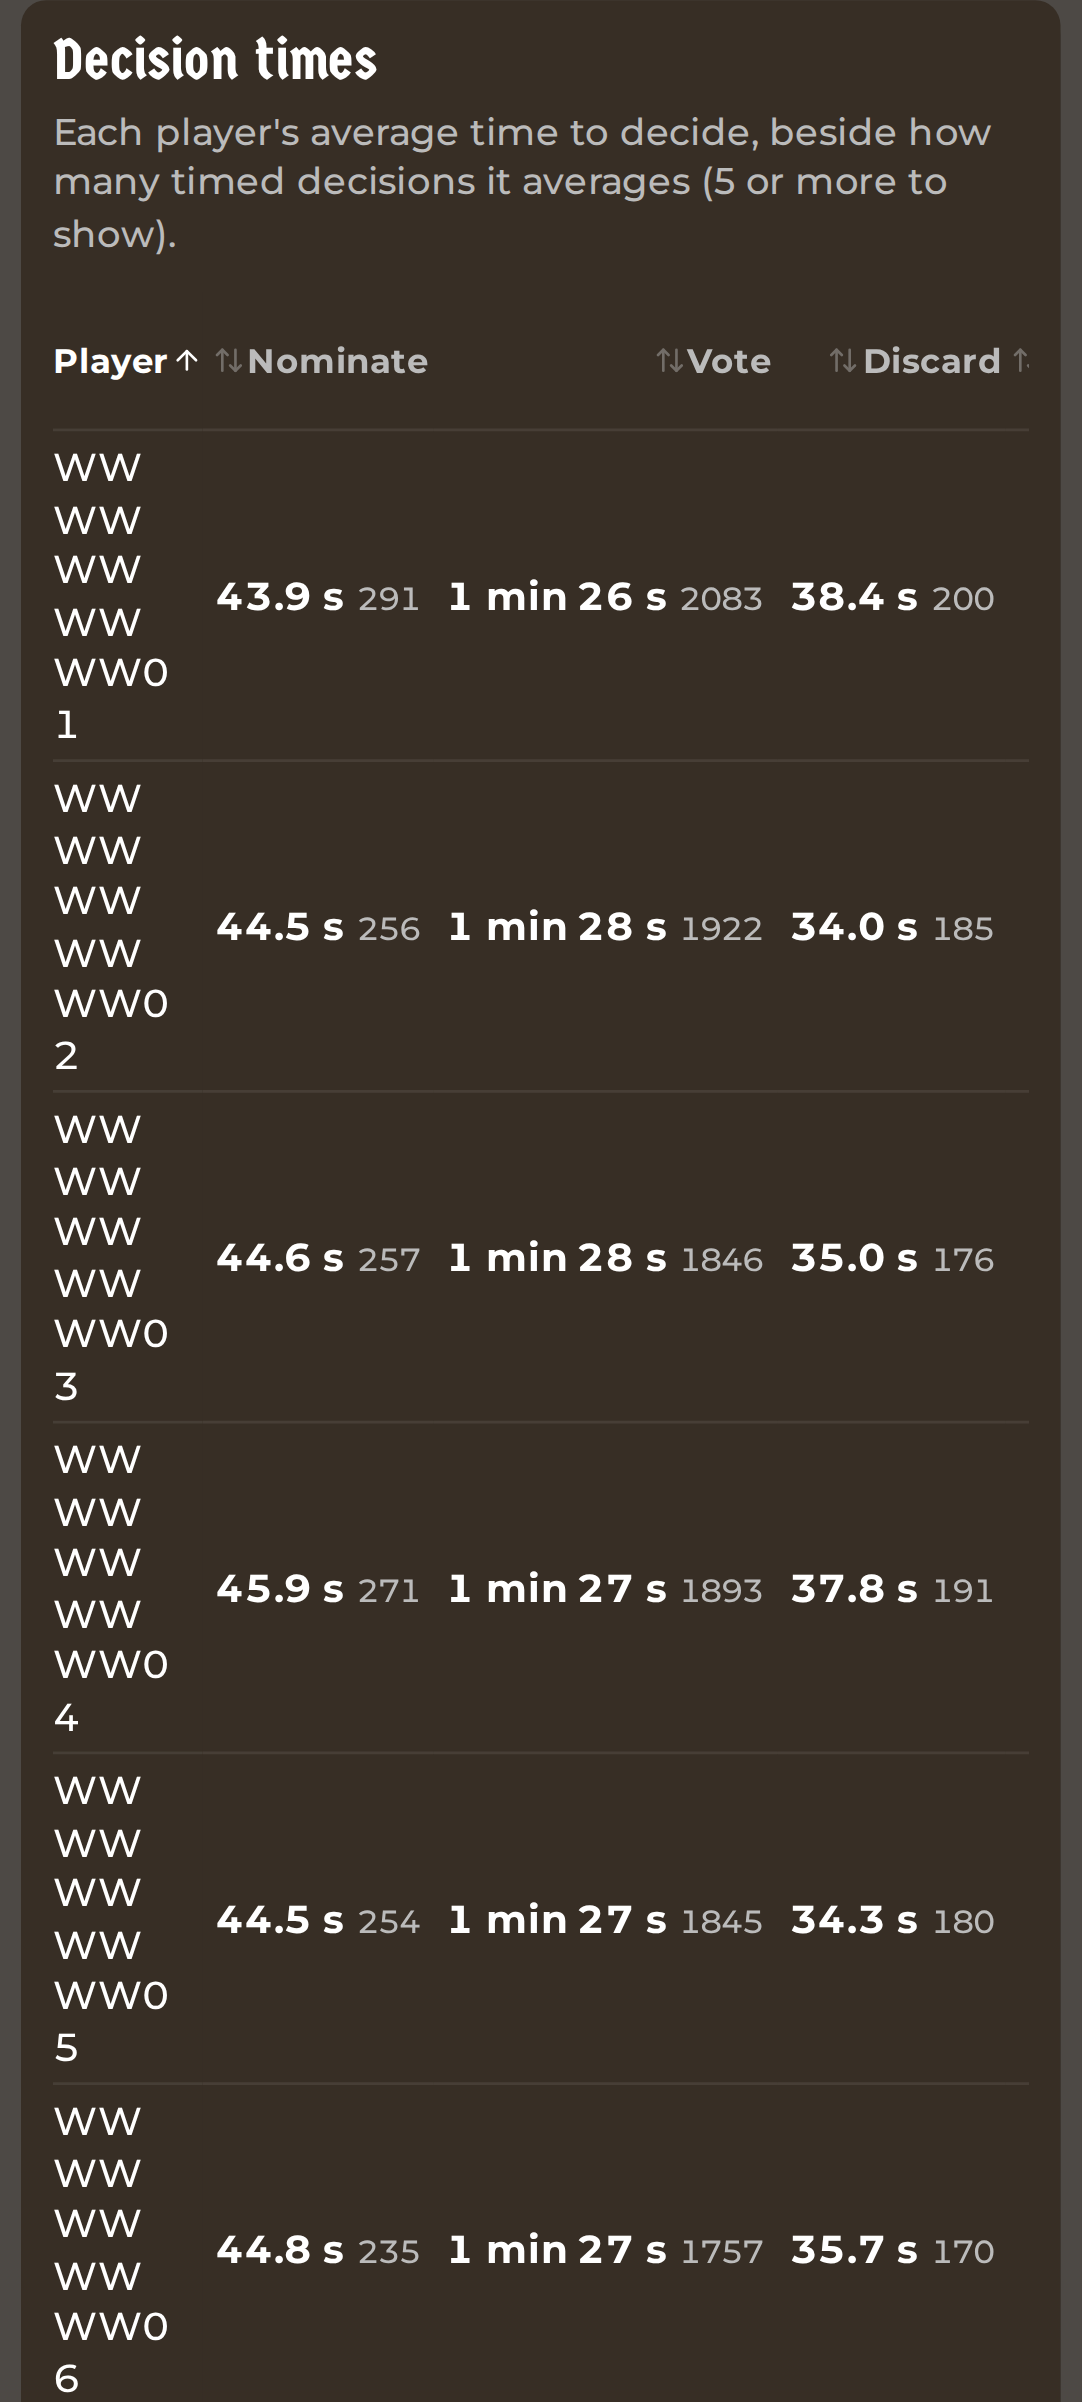 Decision times
Each player's average time to decide, beside how
many timed decisions it averages (5 or more to
show).
Player↑ ↑↓Nominate ↑↓Vote ↑↓Discard ↑
WW
WW
WW
WW
WW0
1
43.9 s 291 1 min 26 s 2083 38.4 s 200
WW
WW
WW
WW
WW0
2
44.5 s 256 1 min 28 s 1922 34.0 s 185
WW
WW
WW
WW
WW0
3
44.6 s 257 1 min 28 s 1846 35.0 s 176
WW
WW
WW
WW
WW0
4
45.9 s 271 1 min 27 s 1893 37.8 s 191
WW
WW
WW
WW
WW0
5
44.5 s 254 1 min 27 s 1845 34.3 s 180
WW
WW
WW
WW
WW0
6
44.8 s 235 1 min 27 s 1757 35.7 s 170